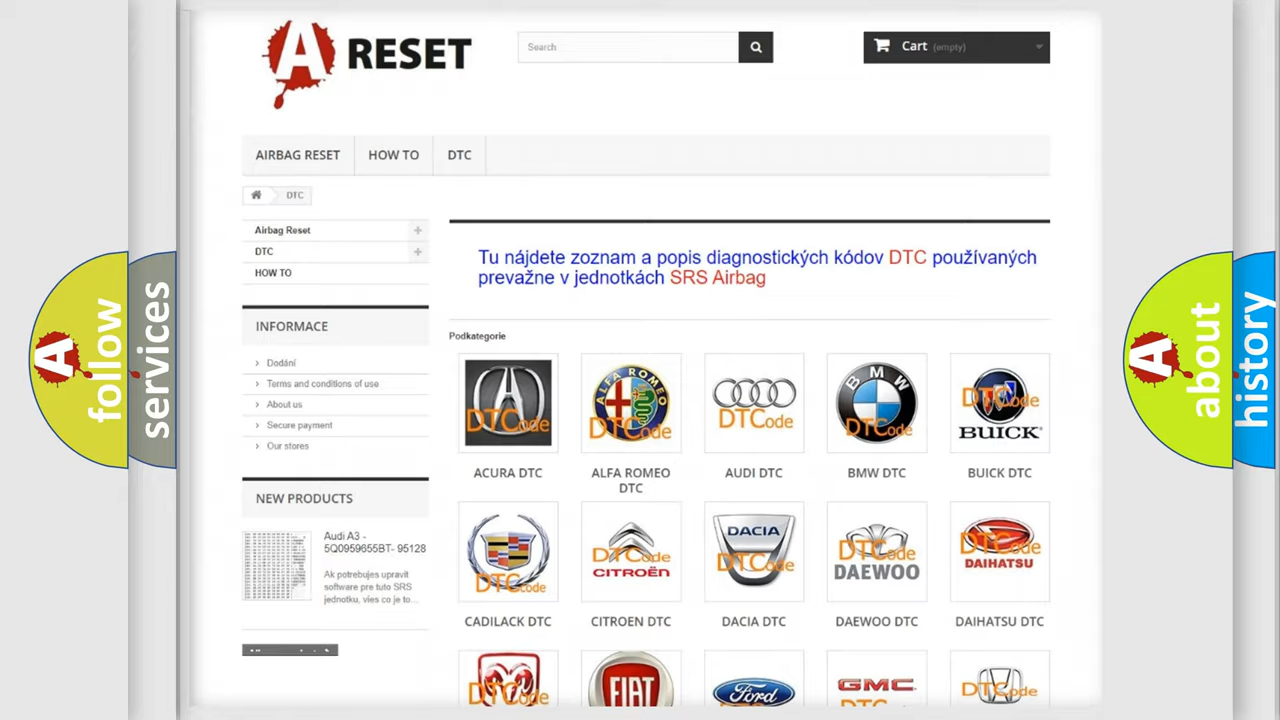 A RESET
Search
Cart (empty)
AIRBAG RESET
HOW TO
DTC
DTC
Airbag Reset
DTC
HOW TO
Tu nájdete zoznam a popis diagnostických kódov DTC používaných
prevažne v jednotkách SRS Airbag
INFORMACE
Podkategorie
Dodání
Terms and conditions of use
About us
Secure payment
Our stores
DTCode
ALFA ROMEO
DTCode
DTCode
BMW
DTCode
DTCode
BUICK
ACURA DTC
ALFA ROMEO
DTC
AUDI DTC
BMW DTC
BUICK DTC
NEW PRODUCTS
Audi A3 -
5Q0959655BT- 95128
Ak potrebujes upravit
software pre tuto SRS
jednotku, vies co je to...
DTCode
DTCode
CITROËN
DACIA
DTCode
DTCode
DAEWOO
DTCode
DAIHATSU
CADILACK DTC
CITROEN DTC
DACIA DTC
DAEWOO DTC
DAIHATSU DTC
DTCode
FIAT
Ford
GMC
DTCode
A follow
services
A about
history